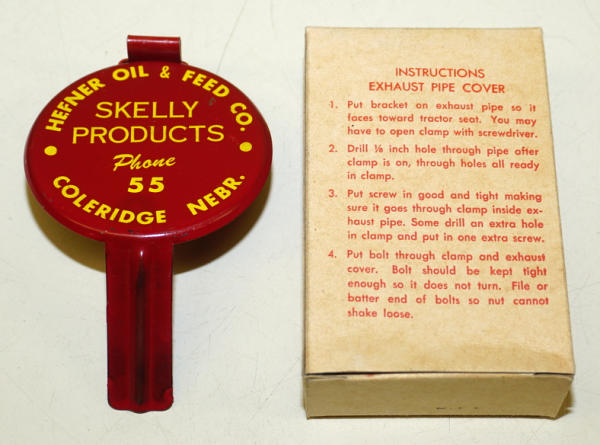 HEFNER OIL & FEED CO.
SKELLY
PRODUCTS
Phone
55
COLERIDGE NEBR.
INSTRUCTIONS
EXHAUST PIPE COVER
1. Put bracket on exhaust pipe so it
faces toward tractor seat. You may
have to open clamp with screwdriver.
2. Drill ⅛ inch hole through pipe after
clamp is on, through holes all ready
in clamp.
3. Put screw in good and tight making
sure it goes through clamp inside ex-
haust pipe. Some drill an extra hole
in clamp and put in one extra screw.
4. Put bolt through clamp and exhaust
cover. Bolt should be kept tight
enough so it does not turn. File or
batter end of bolts so nut cannot
shake loose.